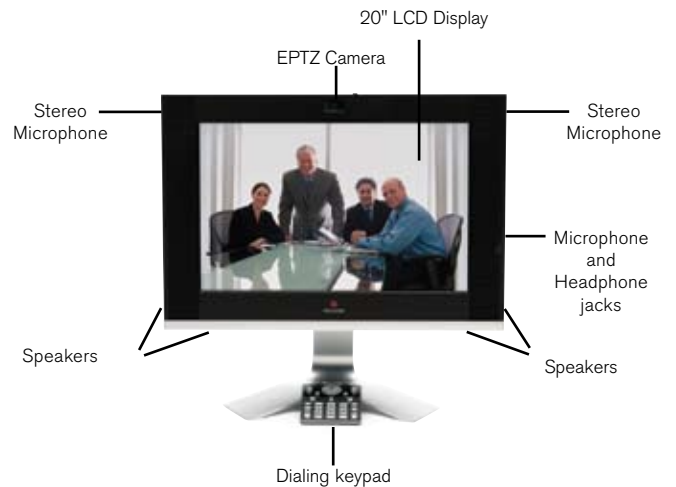 20" LCD Display
EPTZ Camera
Stereo
Microphone
Stereo
Microphone
Microphone
and
Headphone
jacks
Speakers
Speakers
Dialing keypad